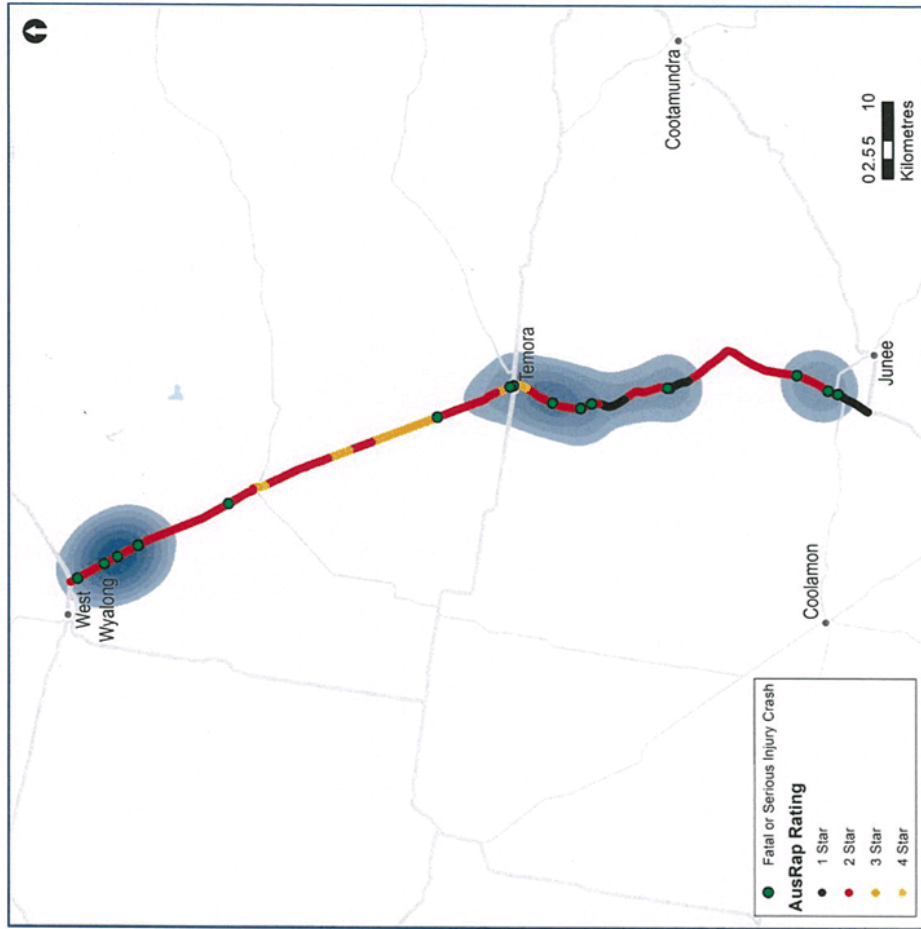 West
Wyalong
Temora
Cootamundra
Coolamon
Junee
0 2.5 5 10
Kilometres
Fatal or Serious Injury Crash
AusRap Rating
1 Star
2 Star
3 Star
4 Star